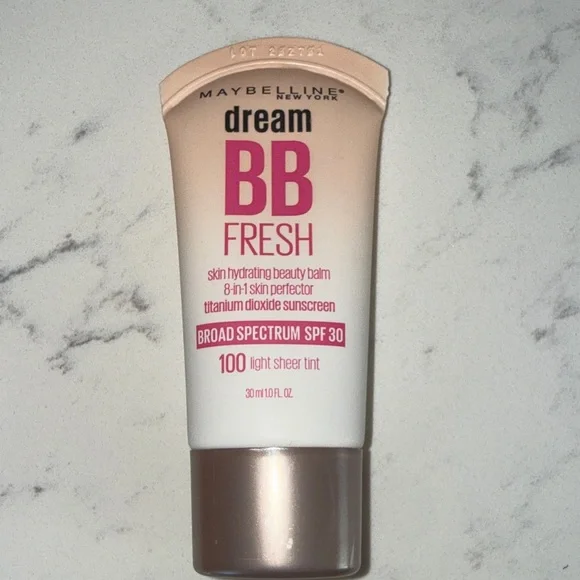 MAYBELLINE®
NEW YORK
dream
BB
FRESH
skin hydrating beauty balm
8-in-1 skin perfector
titanium dioxide sunscreen
BROAD SPECTRUM SPF 30
100 light sheer tint
30 ml 1.0 FL. OZ.